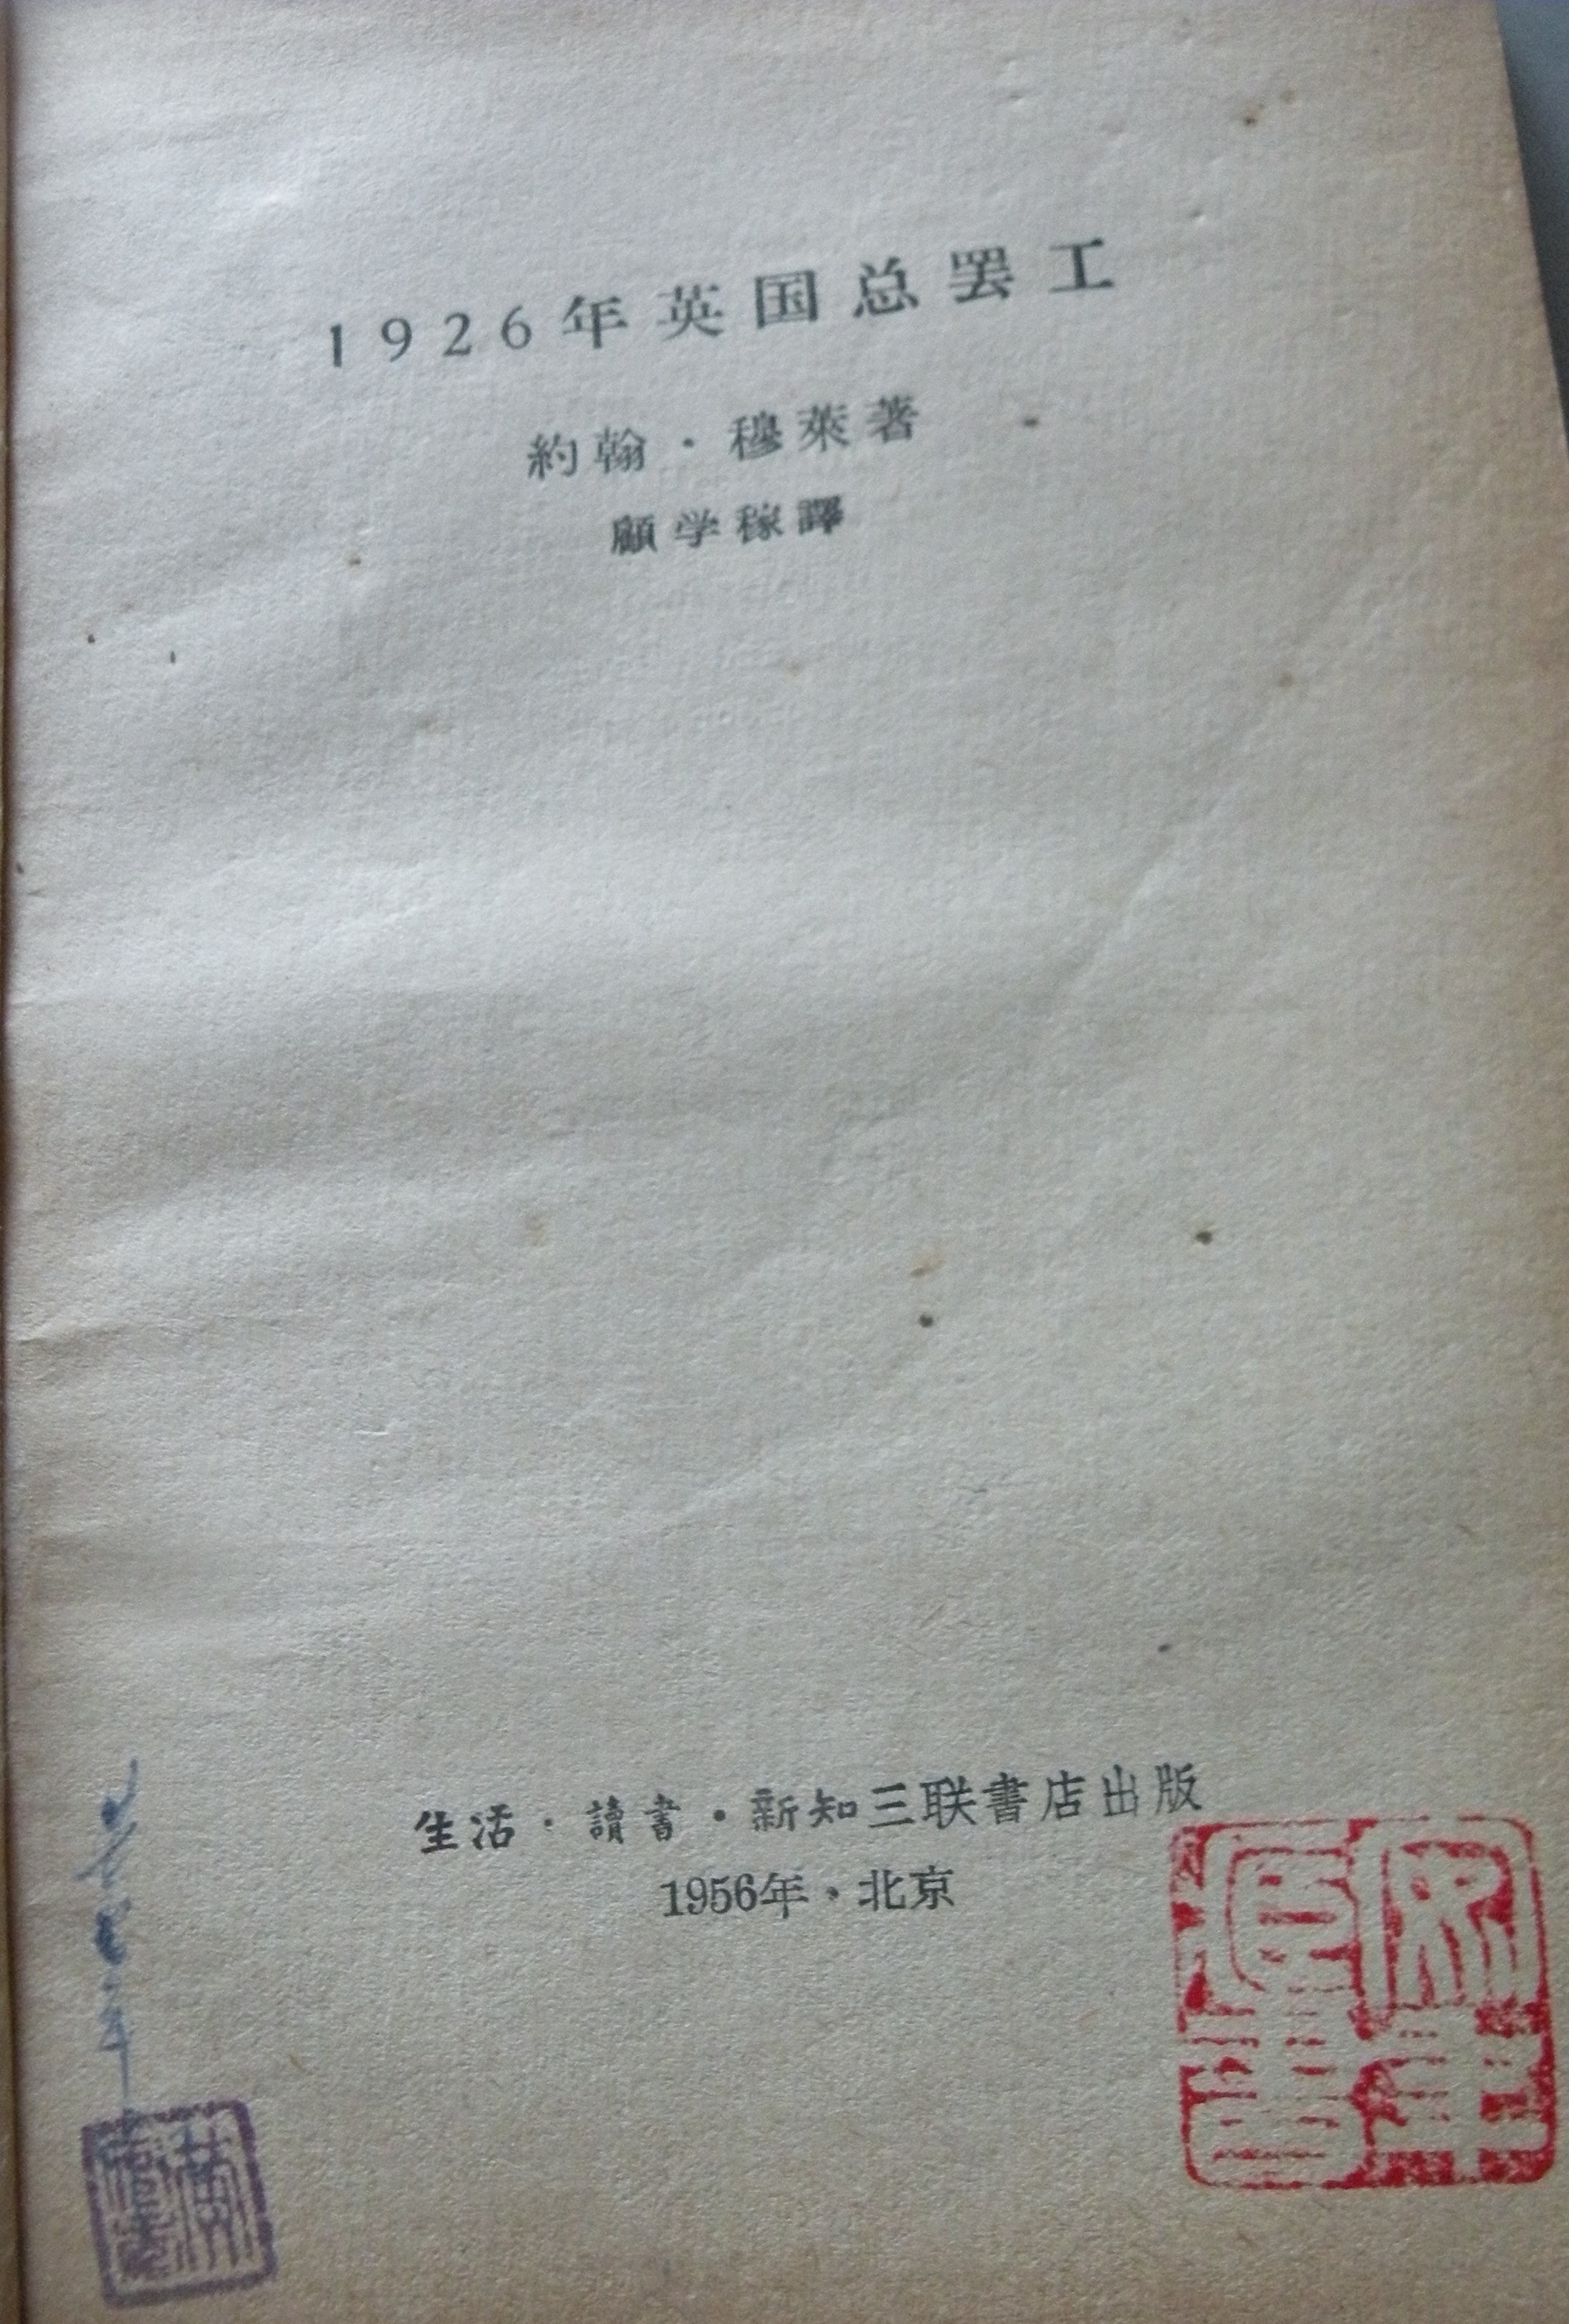 1926年英国总罢工
約翰·穆萊著
顧学稼譯
生活·讀書·新知三联書店出版
1956年·北京